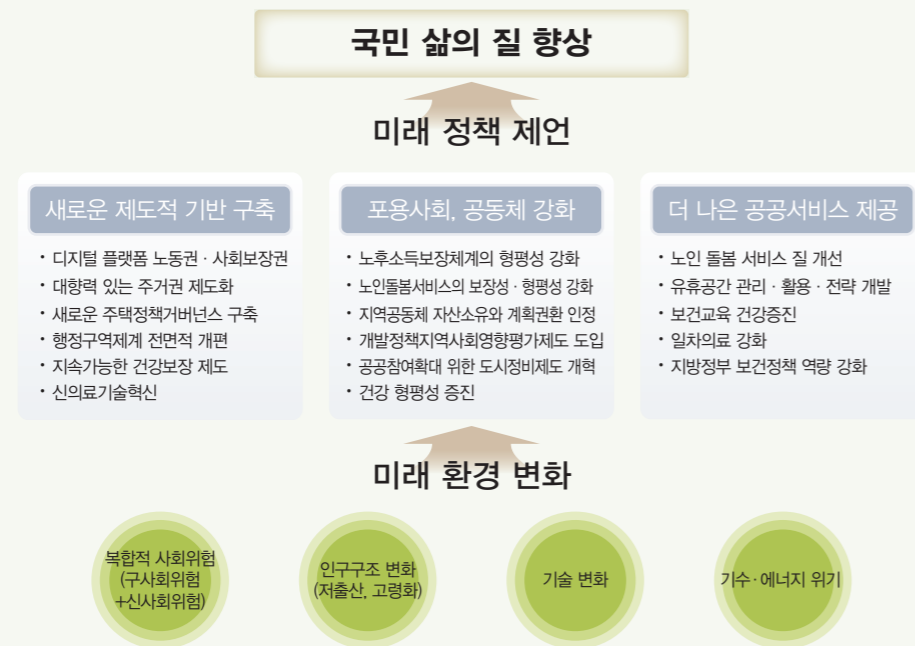 국민 삶의 질 향상
미래 정책 제언
새로운 제도적 기반 구축
• 디지털 플랫폼 노동권 · 사회보장권
• 대항력 있는 주거권 제도화
• 새로운 주택정책거버넌스 구축
• 행정구역체계 전면적 개편
• 지속가능한 건강보장 제도
• 신의료기술혁신
포용사회, 공동체 강화
• 노후소득보장체계의 형평성 강화
• 노인돌봄서비스의 보장성 · 형평성 강화
• 지역공동체 자산소유와 계획권환 인정
• 개발정책지역사회영향평가제도 도입
• 공공참여확대 위한 도시정비제도 개혁
• 건강 형평성 증진
더 나은 공공서비스 제공
• 노인 돌봄 서비스 질 개선
• 유휴공간 관리 · 활용 · 전략 개발
• 보건교육 건강증진
• 일차의료 강화
• 지방정부 보건정책 역량 강화
미래 환경 변화
복합적 사회위험
(구사회위험
+신사회위험)
인구구조 변화
(저출산, 고령화)
기술 변화
기수·에너지 위기